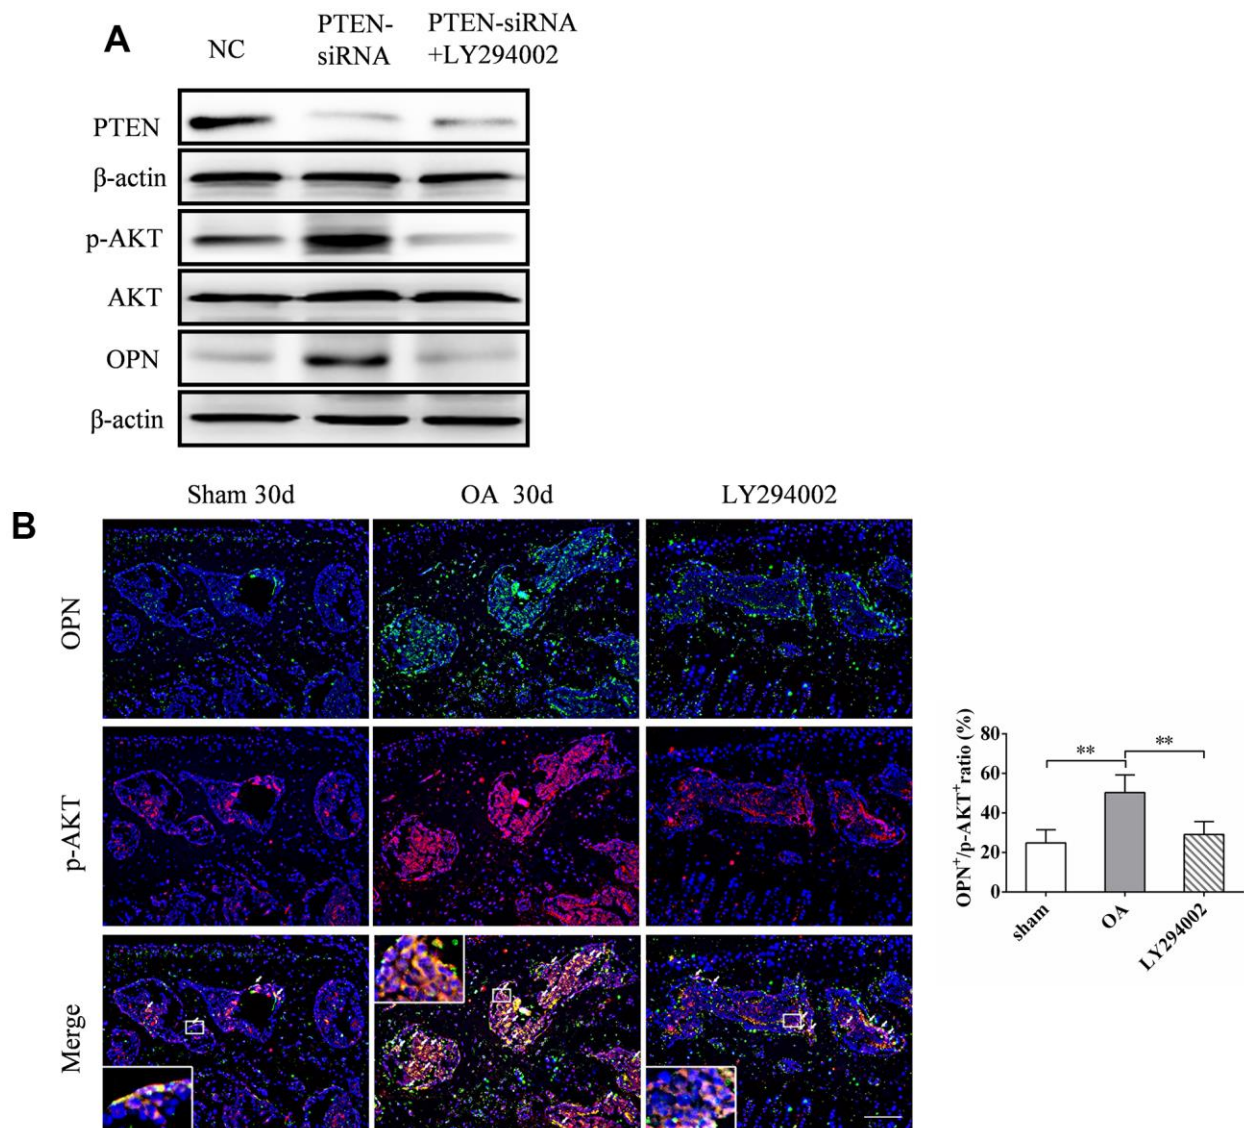 A
NC
PTEN-
siRNA
PTEN-siRNA
+LY294002
PTEN
β-actin
p-AKT
AKT
OPN
β-actin
B
Sham 30d
OA 30d
LY294002
OPN
p-AKT
Merge
OPN⁺/p-AKT⁺ ratio (%)
80
60
40
20
0
**
**
sham
OA
LY294002